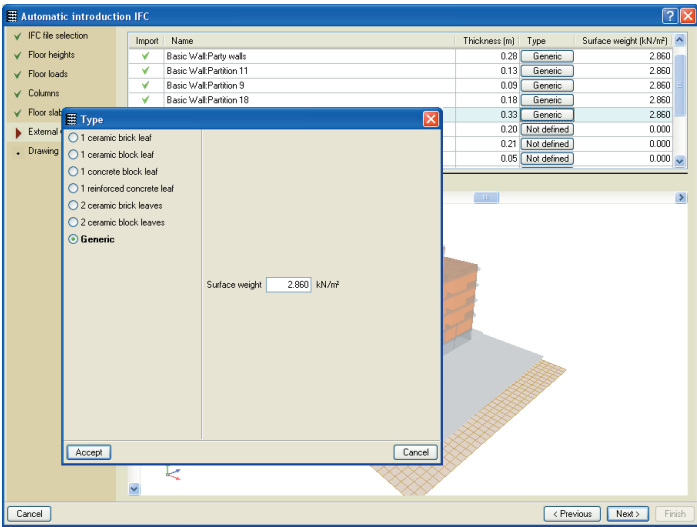 Automatic introduction IFC
IFC file selection
Floor heights
Floor loads
Columns
Floor slab
External
Drawing
Import Name Thickness (m) Type Surface weight (kN/m²)
Basic Wall:Party walls 0.28 Generic 2.860
Basic Wall:Partition 11 0.13 Generic 2.860
Basic Wall:Partition 9 0.09 Generic 2.860
Basic Wall:Partition 18 0.18 Generic 2.860
0.33 Generic 2.860
0.20 Not defined 0.000
0.21 Not defined 0.000
0.05 Not defined 0.000
Type
1 ceramic brick leaf
1 ceramic block leaf
1 concrete block leaf
1 reinforced concrete leaf
2 ceramic brick leaves
2 ceramic block leaves
Generic
Surface weight 2.860 kN/m²
Accept Cancel
Cancel < Previous Next > Finish